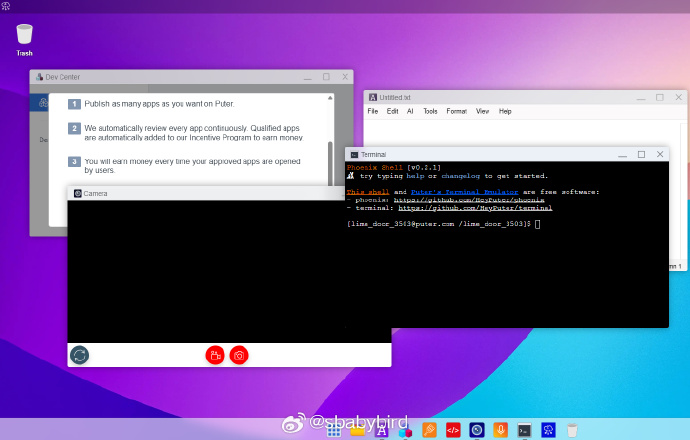 Trash
Dev Center
1 Publish as many apps as you want on Puter.
2 We automatically review every app continuously. Qualified apps
are automatically added to our Incentive Program to earn money.
3 You will earn money every time your approved apps are opened
by users.
De
Untitled.txt
File Edit AI Tools Format View Help
Terminal
Phoenix Shell [v0.2.1]
try typing help or changelog to get started.
This shell and Puter's Terminal Emulator are free software:
- phoenix: https://github.com/HeyPuter/phoenix
- terminal: https://github.com/HeyPuter/terminal
[lime_door_3503@puter.com /lime_door_3503]$
mn 1
Camera
@sbabybird